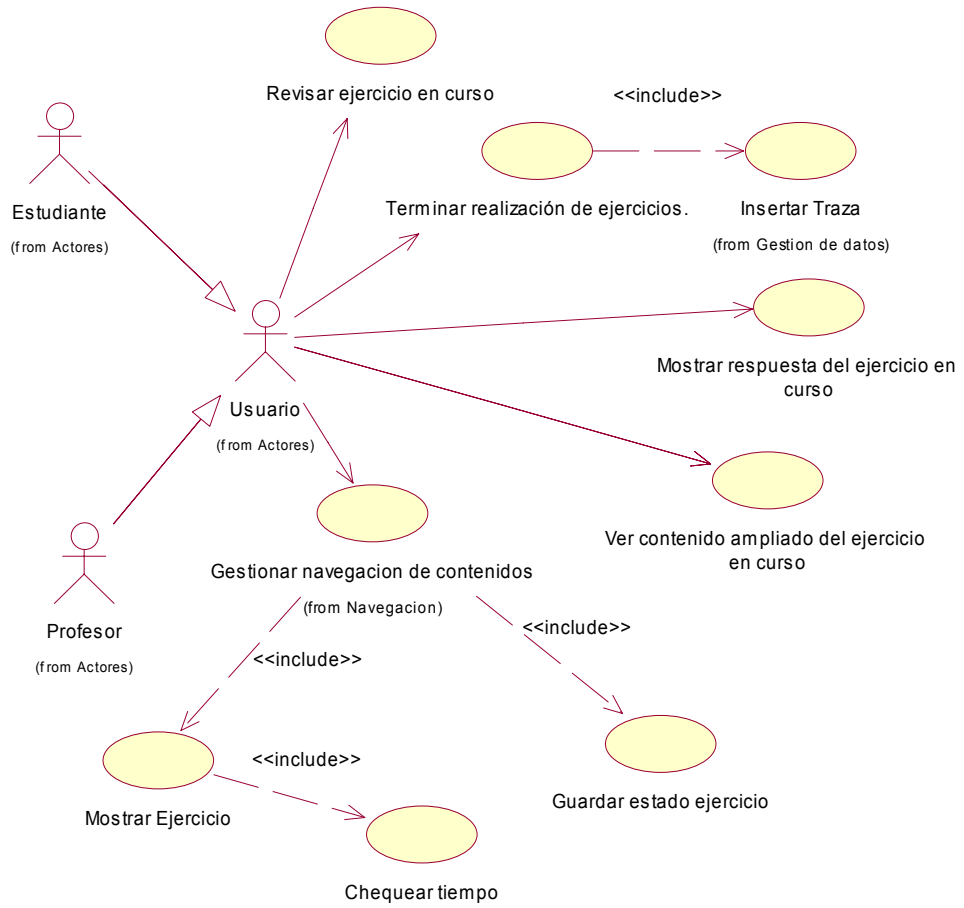 Revisar ejercicio en curso
<<include>>
Estudiante
(from Actores)
Terminar realización de ejercicios.
Insertar Traza
(from Gestion de datos)
Mostrar respuesta del ejercicio en
curso
Usuario
(from Actores)
Ver contenido ampliado del ejercicio
en curso
Gestionar navegacion de contenidos
(from Navegacion)
Profesor
(from Actores)
<<include>>
<<include>>
<<include>>
Mostrar Ejercicio
Guardar estado ejercicio
Chequear tiempo